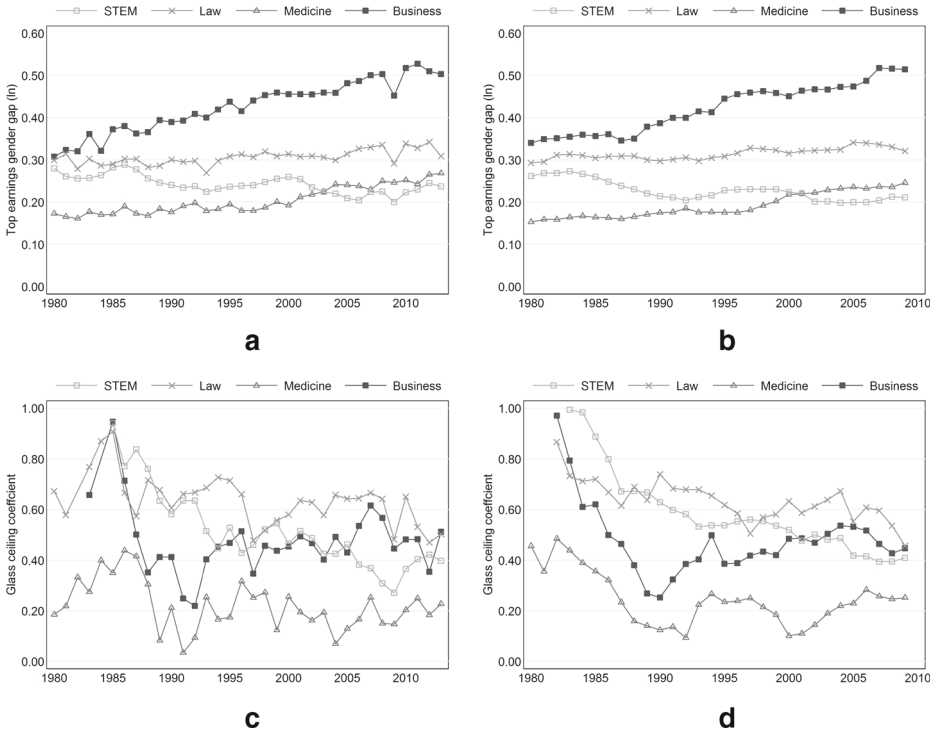 STEM Law Medicine Business
Top earnings gender gap (ln)
0.60
0.50
0.40
0.30
0.20
0.10
0.00
1980 1985 1990 1995 2000 2005 2010
a
STEM Law Medicine Business
Top earnings gender gap (ln)
0.60
0.50
0.40
0.30
0.20
0.10
0.00
1980 1985 1990 1995 2000 2005 2010
b
STEM Law Medicine Business
Glass ceiling coeffcient
1.00
0.80
0.60
0.40
0.20
0.00
1980 1985 1990 1995 2000 2005 2010
c
STEM Law Medicine Business
Glass ceiling coefficient
1.00
0.80
0.60
0.40
0.20
0.00
1980 1985 1990 1995 2000 2005 2010
d